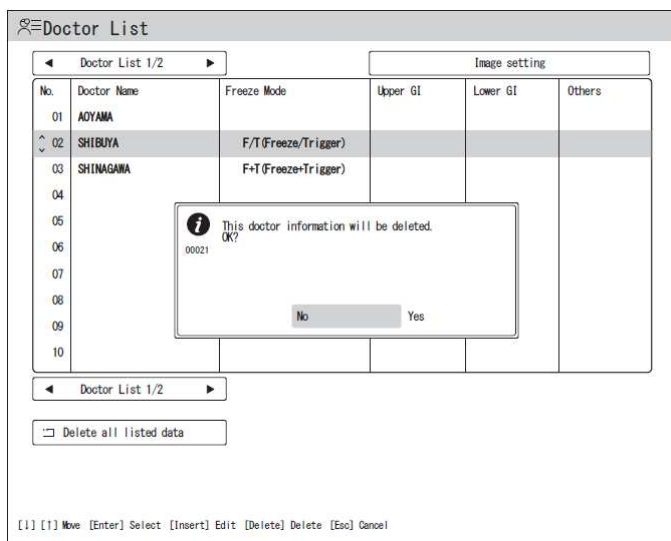 Doctor List
◄ Doctor List 1/2 ► Image setting
No. Doctor Name Freeze Mode Upper GI Lower GI Others
01 AOYAMA
02 SHIBUYA F/T(Freeze/Trigger)
03 SHINAGAWA F+T(Freeze+Trigger)
04
05
06
07
08
09
10
This doctor information will be deleted.
OK?
00021
No Yes
◄ Doctor List 1/2 ►
Delete all listed data
[↓] [↑] Move [Enter] Select [Insert] Edit [Delete] Delete [Esc] Cancel